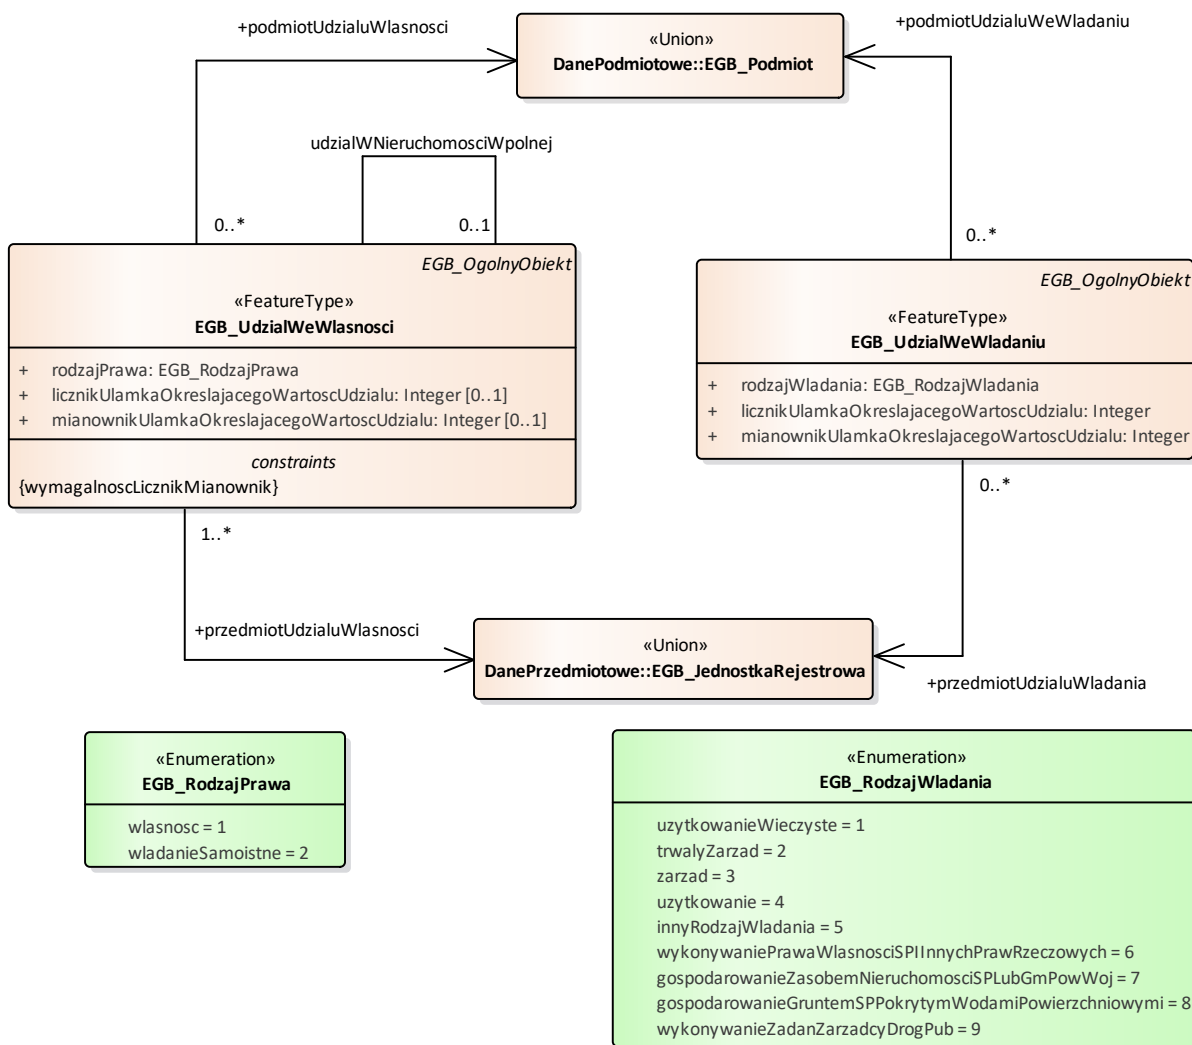 +podmiotUdzialuWlasnosci
«Union»
DanePodmiotowe::EGB_Podmiot
+podmiotUdzialuWeWladaniu
udzialWNieruchomosciWpolnej
0..*
0..1
0..*
EGB_OgolnyObiekt
«FeatureType»
EGB_UdzialWeWlasnosci
+ rodzajPrawa: EGB_RodzajPrawa
+ licznikUlamkaOkreslajacegoWartoscUdzialu: Integer [0..1]
+ mianownikUlamkaOkreslajacegoWartoscUdzialu: Integer [0..1]
constraints
{wymagalnoscLicznikMianownik}
EGB_OgolnyObiekt
«FeatureType»
EGB_UdzialWeWladaniu
+ rodzajWladania: EGB_RodzajWladania
+ licznikUlamkaOkreslajacegoWartoscUdzialu: Integer
+ mianownikUlamkaOkreslajacegoWartoscUdzialu: Integer
1..*
0..*
+przedmiotUdzialuWlasnosci
«Union»
DanePrzedmiotowe::EGB_JednostkaRejestrowa
+przedmiotUdzialuWladania
«Enumeration»
EGB_RodzajPrawa
wlasnosc = 1
wladanieSamoistne = 2
«Enumeration»
EGB_RodzajWladania
uzytkowanieWieczyste = 1
trwalyZarzad = 2
zarzad = 3
uzytkowanie = 4
innyRodzajWladania = 5
wykonywaniePrawaWlasnosciSPIInnychPrawRzeczowych = 6
gospodarowanieZasobemNieruchomosciSPLubGmPowWoj = 7
gospodarowanieGruntemSPPokrytymWodamiPowierzchniowymi = 8
wykonywanieZadanZarzadcyDrogPub = 9